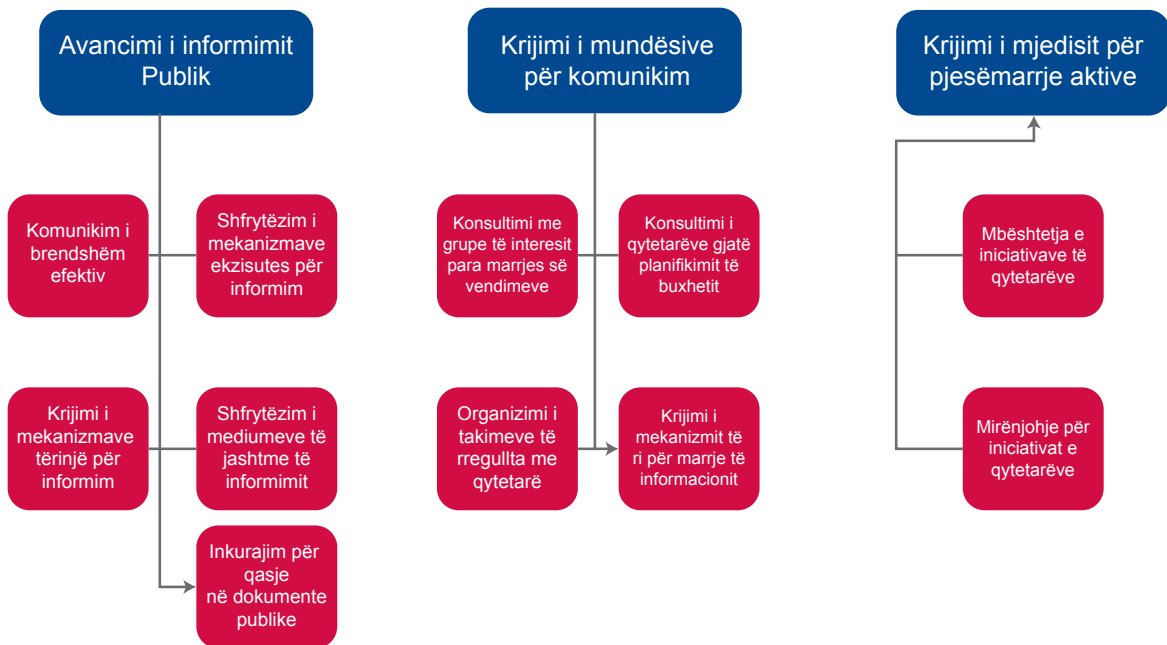 Avancimi i informimit
Publik
Komunikim i
brendshëm
efektiv
Shfrytëzim i
mekanizmave
ekzisutes për
informim
Krijimi i
mekanizmave
tërinjë për
informim
Shfrytëzim i
mediumeve të
jashtme të
informimit
Inkurajim për
qasje
në dokumente
publike
Krijimi i mundësive
për komunikim
Konsultimi me
grupe të interesit
para marrjes së
vendimeve
Konsultimi i
qytetarëve gjatë
planifikimit të
buxhetit
Organizimi i
takimeve të
rregullta me
qytetarë
Krijimi i
mekanizmit të
ri për marrje të
informacionit
Krijimi i mjedisit për
pjesëmarrje aktive
Mbështetja e
iniciativave të
qytetarëve
Mirënjohje për
iniciativat e
qytetarëve